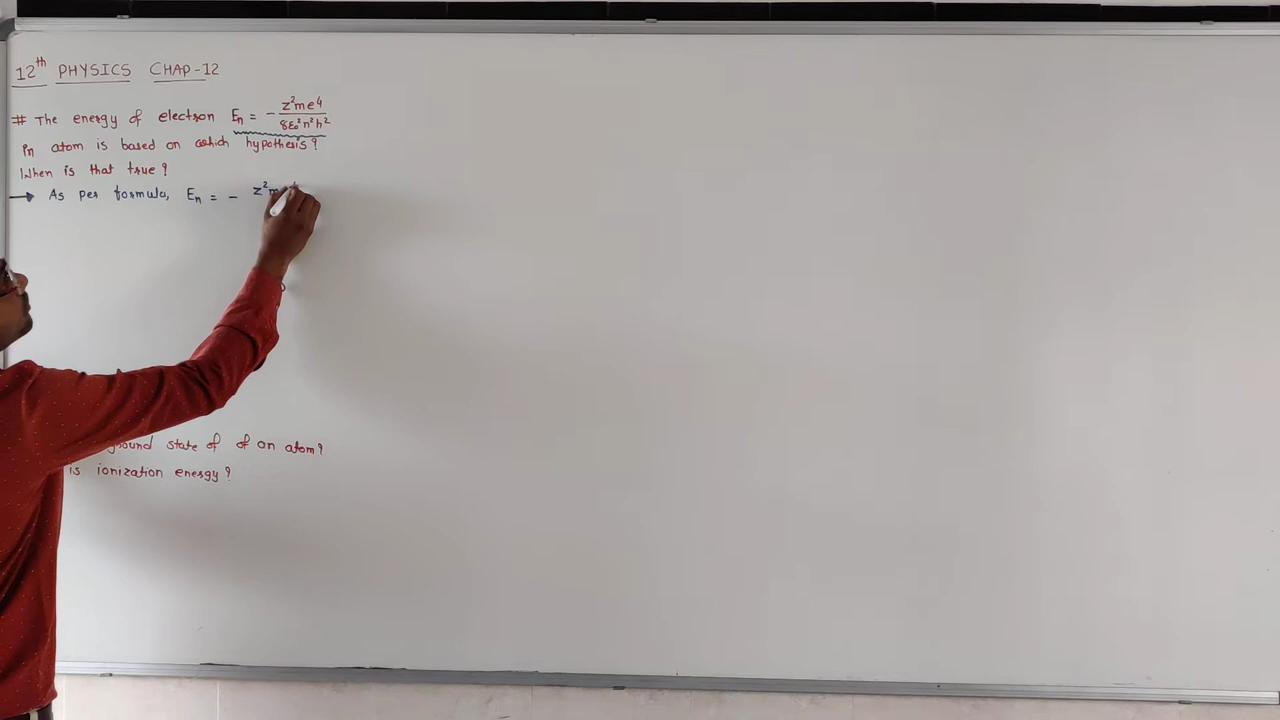 12th PHYSICS CHAP-12
# The energy of electron En = - z²me4 / 8ε0²n²h²
in atom is based on which hypothesis?
When is that true?
→ As per formula, En = - z²m
ground state of of an atom?
is ionization energy?